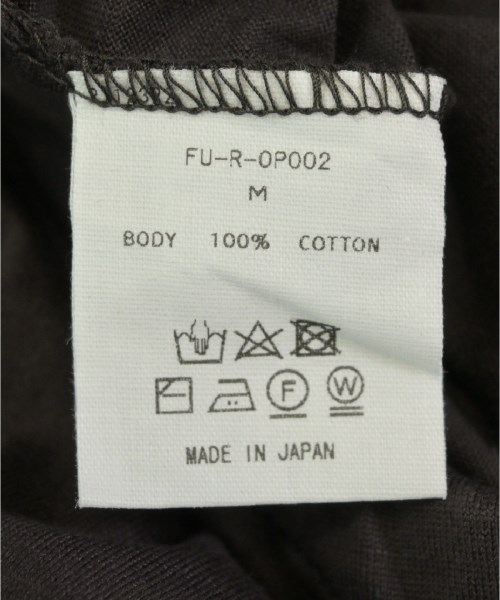 FU-R-OP002
M
BODY 100% COTTON
F W
MADE IN JAPAN